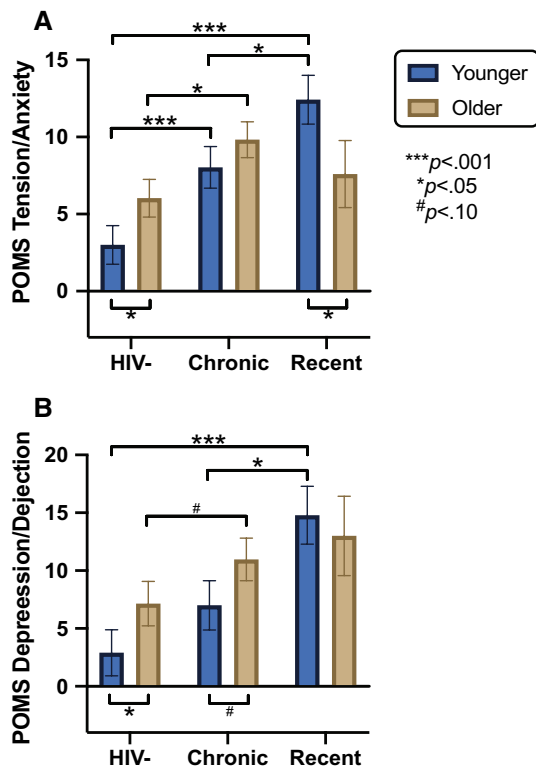 A
***
*
*
***
15
10
5
0
POMS Tension/Anxiety
*
*
HIV-
Chronic
Recent
Younger
Older
***p<.001
*p<.05
#p<.10
B
***
*
#
20
15
10
5
0
POMS Depreession/Dejection
*
#
HIV-
Chronic
Recent